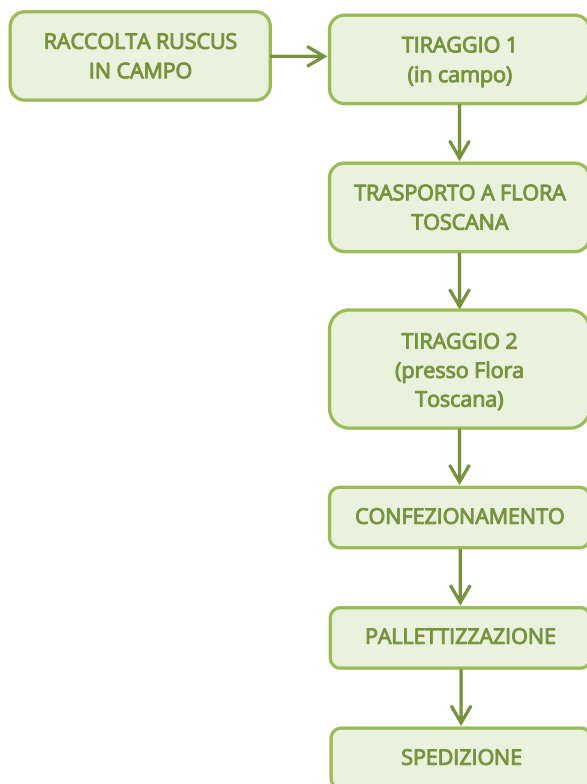 RACCOLTA RUSCUS
IN CAMPO
TIRAGGIO 1
(in campo)
TRASPORTO A FLORA
TOSCANA
TIRAGGIO 2
(presso Flora
Toscana)
CONFEZIONAMENTO
PALLETTIZZAZIONE
SPEDIZIONE